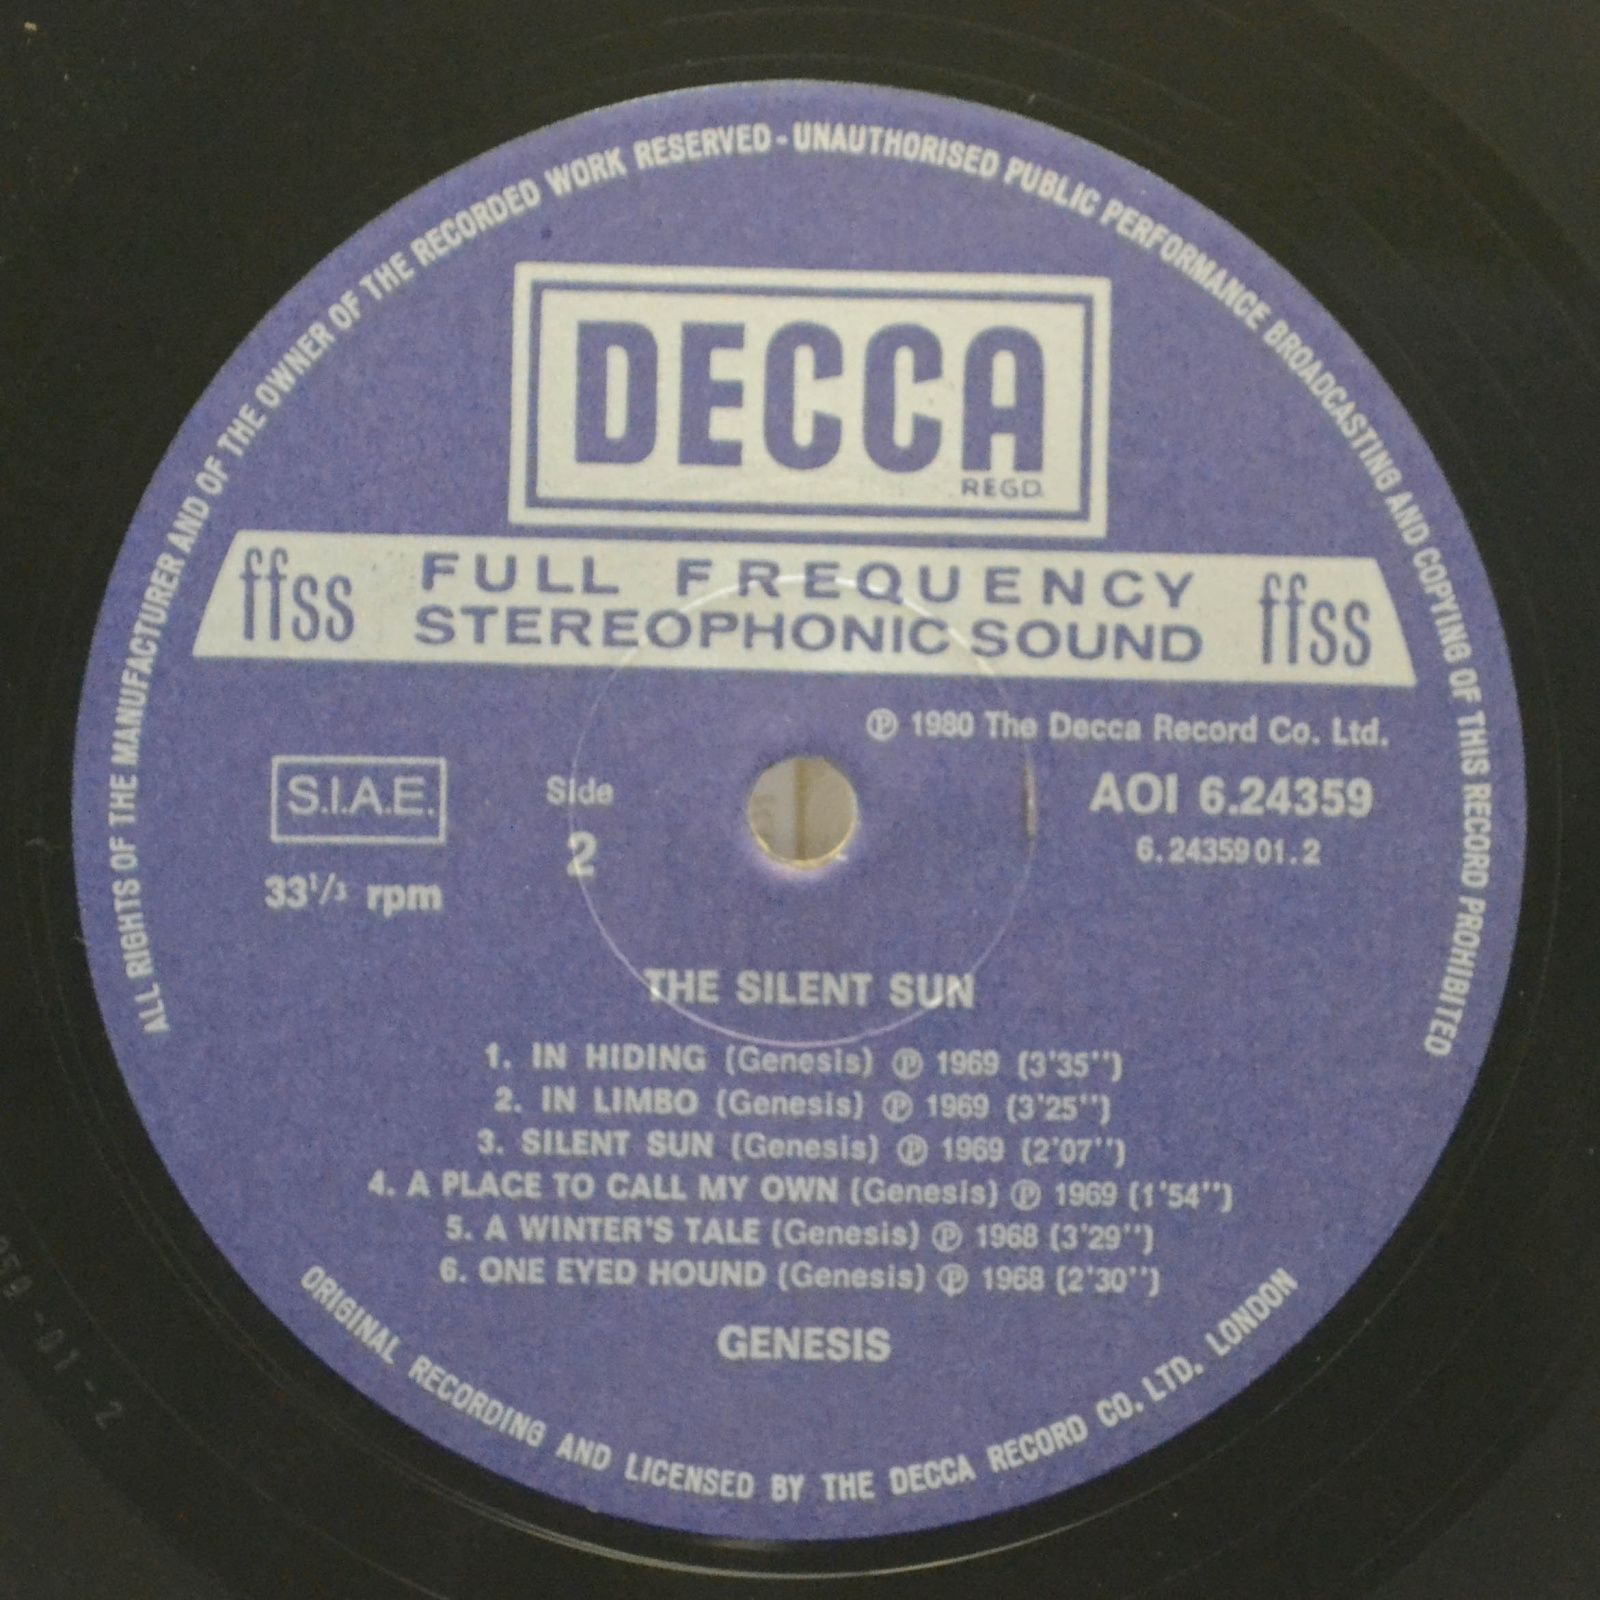 ALL RIGHTS OF THE MANUFACTURER AND OF THE OWNER OF THE RECORDED WORK RESERVED - UNAUTHORISED PUBLIC PERFORMANCE BROADCASTING AND COPYING OF THIS RECORD PROHIBITED
DECCA
REGD.
ffss FULL FREQUENCY STEREOPHONIC SOUND ffss
℗ 1980 The Decca Record Co. Ltd.
S.I.A.E.
33 1/3 rpm
Side
2
AOI 6.24359
6.24359 01.2
THE SILENT SUN
1. IN HIDING (Genesis) ℗ 1969 (3'35'')
2. IN LIMBO (Genesis) ℗ 1969 (3'25'')
3. SILENT SUN (Genesis) ℗ 1969 (2'07'')
4. A PLACE TO CALL MY OWN (Genesis) ℗ 1969 (1'54'')
5. A WINTER'S TALE (Genesis) ℗ 1968 (3'29'')
6. ONE EYED HOUND (Genesis) ℗ 1968 (2'30'')
GENESIS
ORIGINAL RECORDING AND LICENSED BY THE DECCA RECORD CO. LTD. LONDON